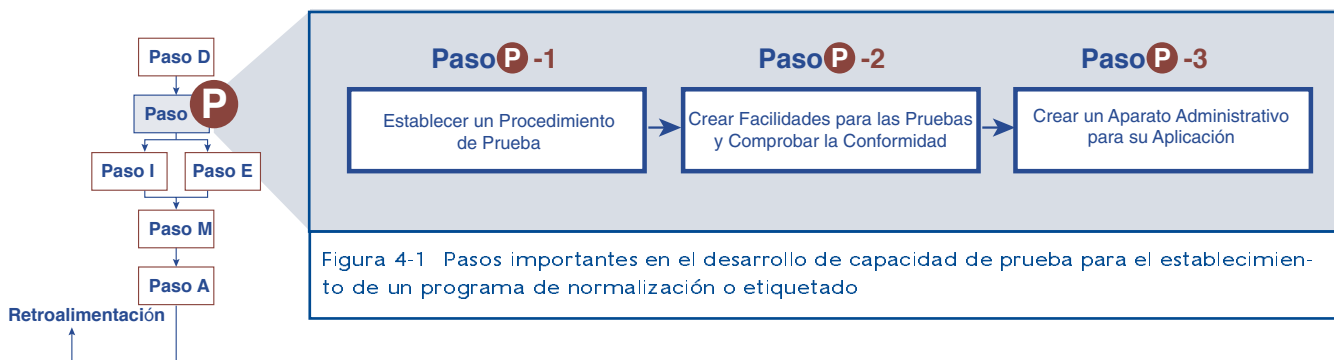 Paso D
Paso P
Paso I
Paso E
Paso M
Paso A
Retroalimentación
Paso P -1
Establecer un Procedimiento
de Prueba
Paso P -2
Crear Facilidades para las Pruebas
y Comprobar la Conformidad
Paso P -3
Crear un Aparato Administrativo
para su Aplicación
Figura 4-1 Pasos importantes en el desarrollo de capacidad de prueba para el establecimien-
to de un programa de normalización o etiquetado